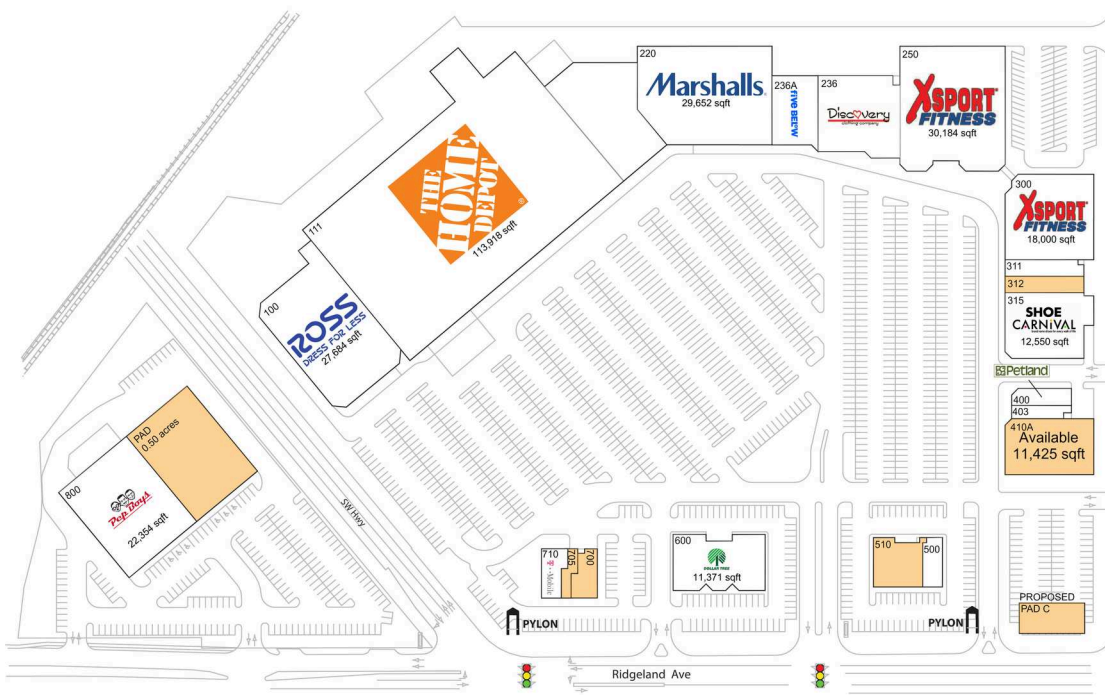 220
Marshalls.
29,652 sqft
236A
five BEL°W
236
Discovery
clothing company
250
XSPORT
FITNESS
30,184 sqft
300
XSPORT
FITNESS
18,000 sqft
311
312
315
SHOE
CARNIVAL
12,550 sqft
Petland
400
403
410A
Available
11,425 sqft
111
THE
HOME
DEPOT
®
113,918 sqft
100
ROSS
DRESS FOR LESS
27,684 sqft
PAD
0.50 acres
800
Pep Boys
22,354 sqft
SW Hwy
710
T-Mobile
705
700
600
DOLLAR TREE
11,371 sqft
510
500
PYLON
PYLON
PROPOSED
PAD C
Ridgeland Ave